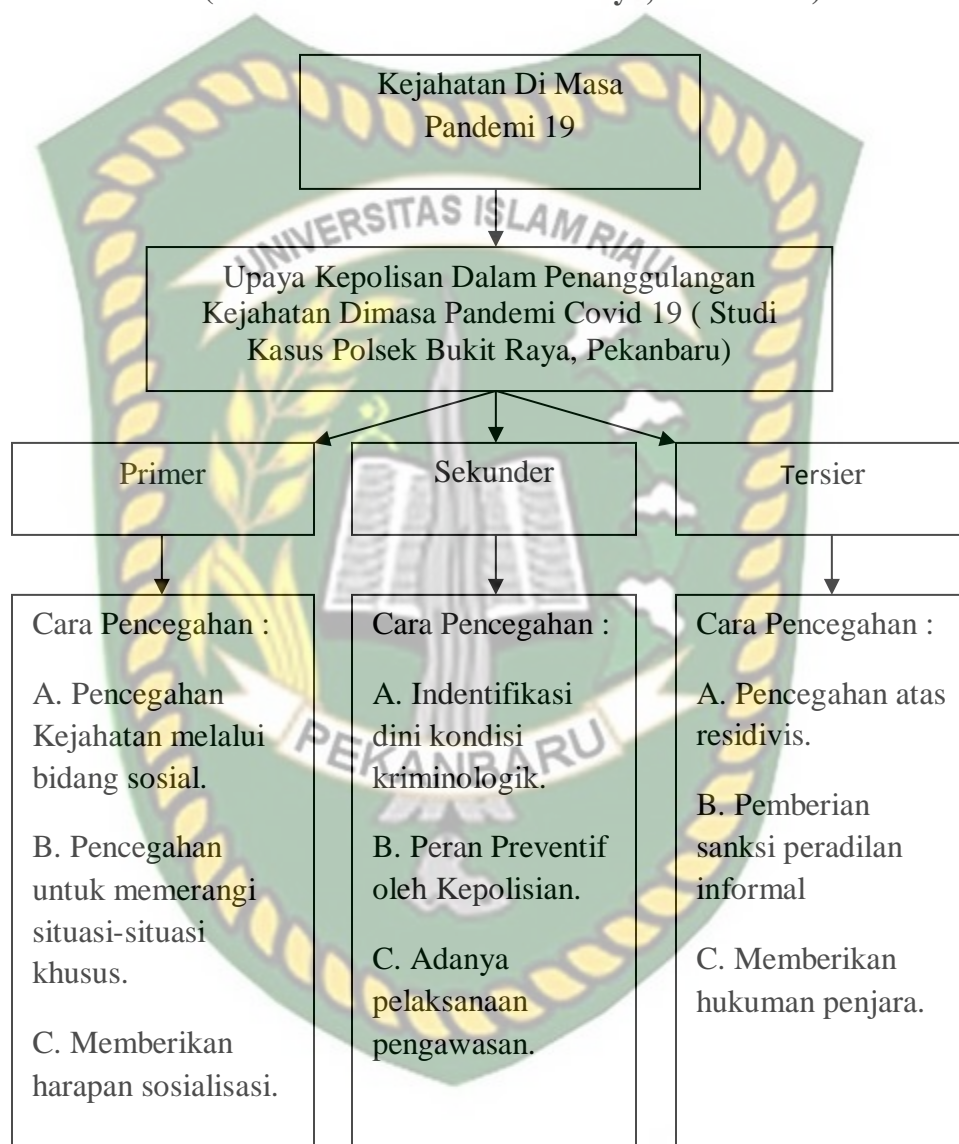 Kejahatan Di Masa
Pandemi 19
UNIVERSITAS ISLAM RIAU
Upaya Kepolisan Dalam Penanggulangan
Kejahatan Dimasa Pandemi Covid 19 ( Studi
Kasus Polsek Bukit Raya, Pekanbaru)
Primer
Sekunder
Tersier
Cara Pencegahan :
A. Pencegahan
Kejahatan melalui
bidang sosial.
B. Pencegahan
untuk memerangi
situasi-situasi
khusus.
C. Memberikan
harapan sosialisasi.
Cara Pencegahan :
A. Indentifikasi
dini kondisi
kriminologik.
B. Peran Preventif
oleh Kepolisian.
C. Adanya
pelaksanaan
pengawasan.
Cara Pencegahan :
A. Pencegahan atas
residivis.
B. Pemberian
sanksi peradilan
informal
C. Memberikan
hukuman penjara.
PEKANBARU